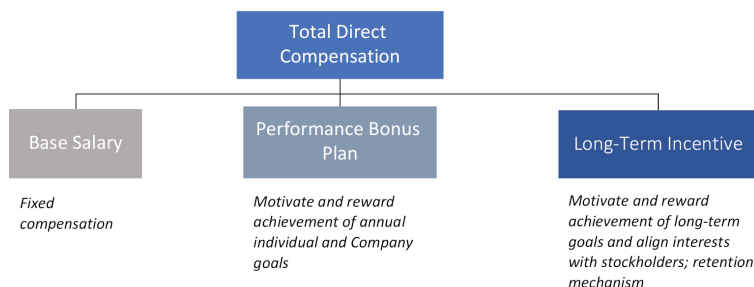 Total Direct
Compensation
Base Salary
Performance Bonus
Plan
Long-Term Incentive
Fixed
compensation
Motivate and reward
achievement of annual
individual and Company
goals
Motivate and reward
achievement of long-term
goals and align interests
with stockholders; retention
mechanism